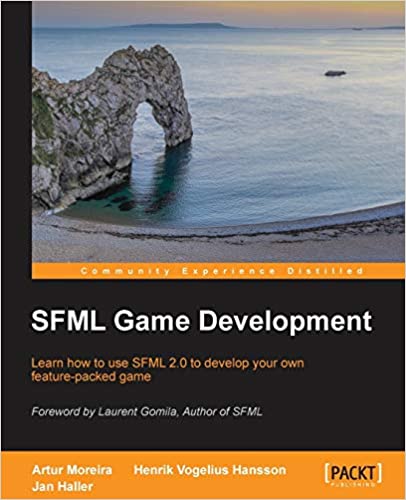 Community Experience Distilled
SFML Game Development
Learn how to use SFML 2.0 to develop your own
feature-packed game
Foreword by Laurent Gomila, Author of SFML
Artur Moreira Henrik Vogelius Hansson
Jan Haller
[PACKT]
PUBLISHING